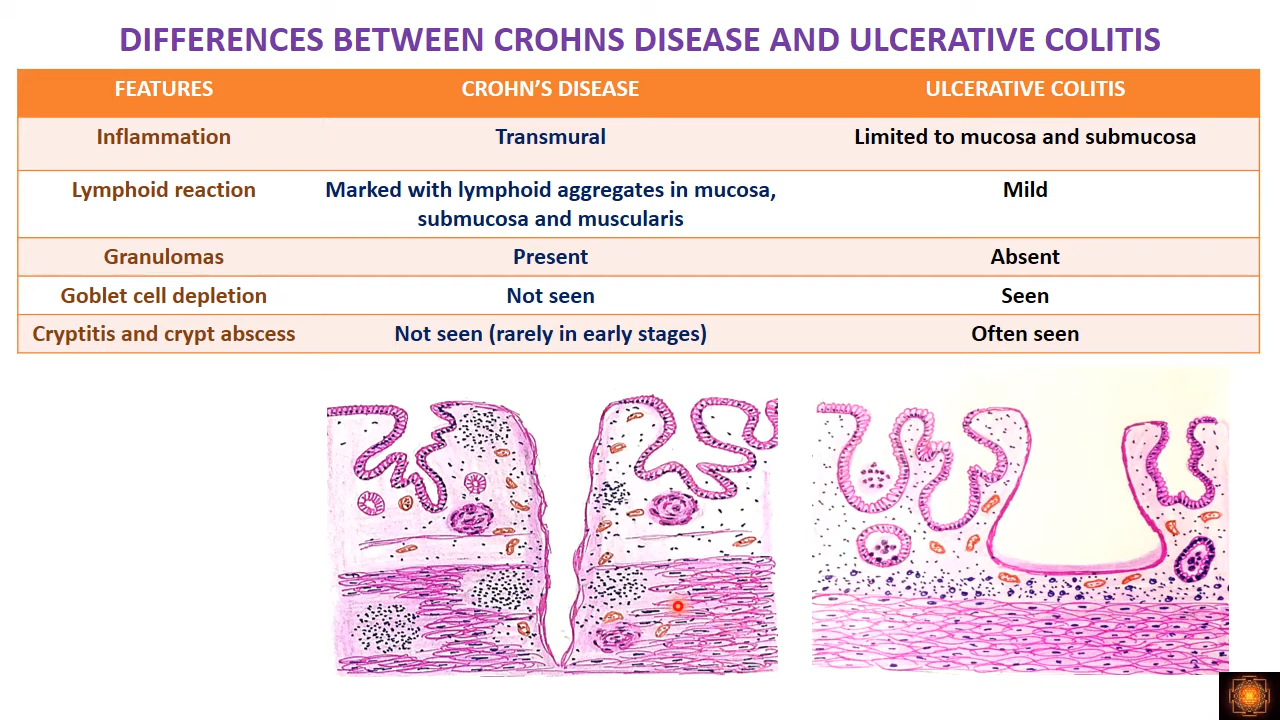 DIFFERENCES BETWEEN CROHNS DISEASE AND ULCERATIVE COLITIS
FEATURES CROHN’S DISEASE ULCERATIVE COLITIS
Inflammation Transmural Limited to mucosa and submucosa
Lymphoid reaction Marked with lymphoid aggregates in mucosa, Mild
submucosa and muscularis
Granulomas Present Absent
Goblet cell depletion Not seen Seen
Cryptitis and crypt abscess Not seen (rarely in early stages) Often seen